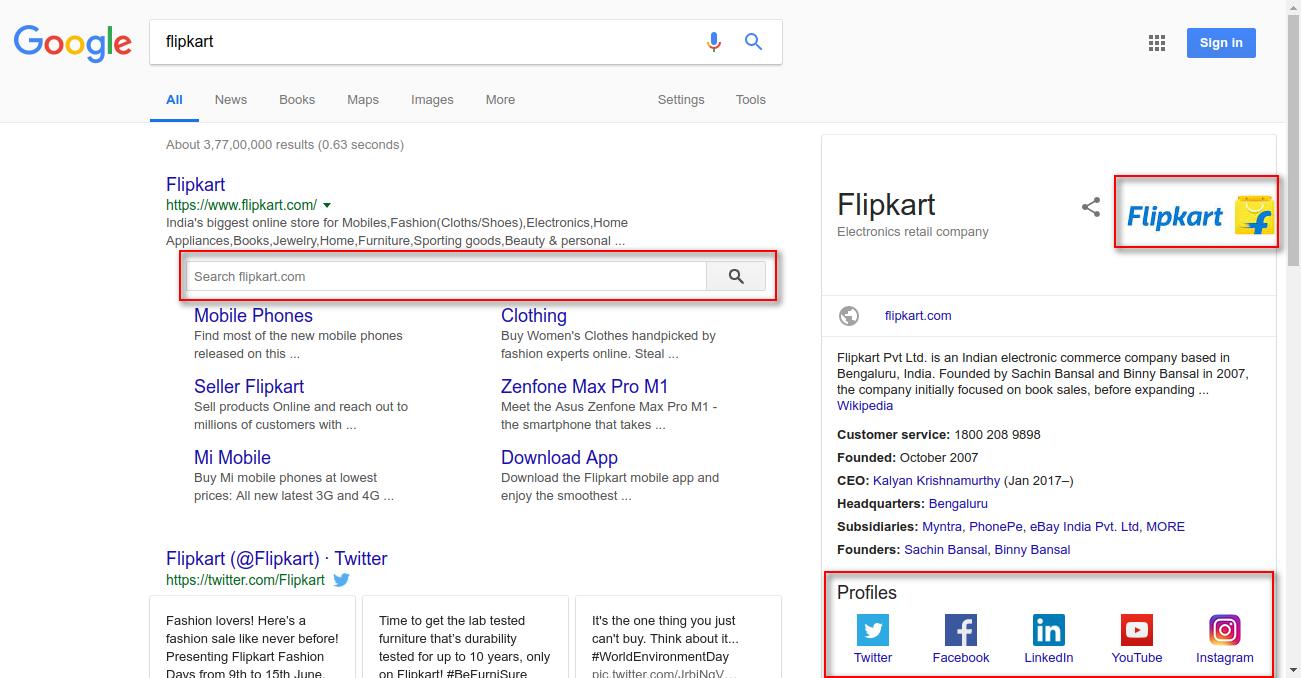 Google
flipkart
Sign in
All News Books Maps Images More Settings Tools
About 3,77,00,000 results (0.63 seconds)
Flipkart
https://www.flipkart.com/
India's biggest online store for Mobiles,Fashion(Cloths/Shoes),Electronics,Home
Appliances,Books,Jewelry,Home,Furniture,Sporting goods,Beauty & personal ...
Search flipkart.com
Mobile Phones
Find most of the new mobile phones
released on this ...
Clothing
Buy Women's Clothes handpicked by
fashion experts online. Steal ...
Seller Flipkart
Sell products Online and reach out to
millions of customers with ...
Zenfone Max Pro M1
Meet the Asus Zenfone Max Pro M1 -
the smartphone that takes ...
Mi Mobile
Buy Mi mobile phones at lowest
prices: All new latest 3G and 4G ...
Download App
Download the Flipkart mobile app and
enjoy the smoothest ...
Flipkart (@Flipkart) · Twitter
https://twitter.com/Flipkart
Fashion lovers! Here's a
fashion sale like never before!
Presenting Flipkart Fashion
Days from 9th to 15th June.
Time to get the lab tested
furniture that's durability
tested for up to 10 years, only
on Flipkart! #BeFurniSure
It's the one thing you just
can't buy. Think about it...
#WorldEnvironmentDay
Flipkart
Electronics retail company
Flipkart
flipkart.com
Flipkart Pvt Ltd. is an Indian electronic commerce company based in
Bengaluru, India. Founded by Sachin Bansal and Binny Bansal in 2007,
the company initially focused on book sales, before expanding ...
Wikipedia
Customer service: 1800 208 9898
Founded: October 2007
CEO: Kalyan Krishnamurthy (Jan 2017–)
Headquarters: Bengaluru
Subsidiaries: Myntra, PhonePe, eBay India Pvt. Ltd, MORE
Founders: Sachin Bansal, Binny Bansal
Profiles
Twitter Facebook LinkedIn YouTube Instagram